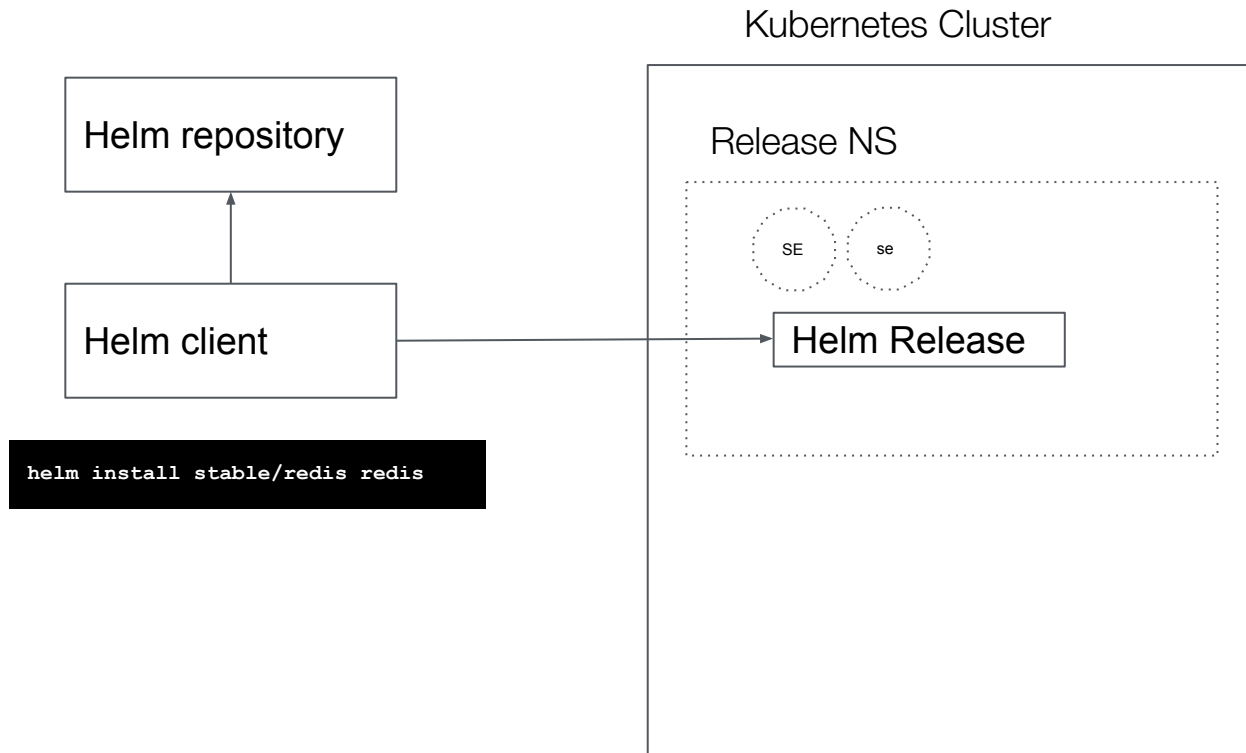 Kubernetes Cluster
Helm repository
Release NS
SE
se
Helm client
Helm Release
helm install stable/redis redis